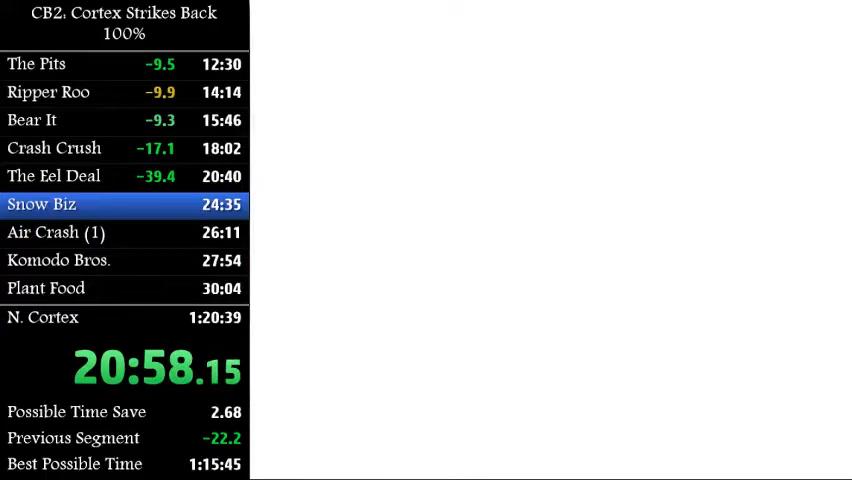 CB2: Cortex Strikes Back
100%
The Pits -9.5 12:30
Ripper Roo -9.9 14:14
Bear It -9.3 15:46
Crash Crush -17.1 18:02
The Eel Deal -39.4 20:40
Snow Biz 24:35
Air Crash (1) 26:11
Komodo Bros. 27:54
Plant Food 30:04
N. Cortex 1:20:39
20:58.15
Possible Time Save 2.68
Previous Segment -22.2
Best Possible Time 1:15:45